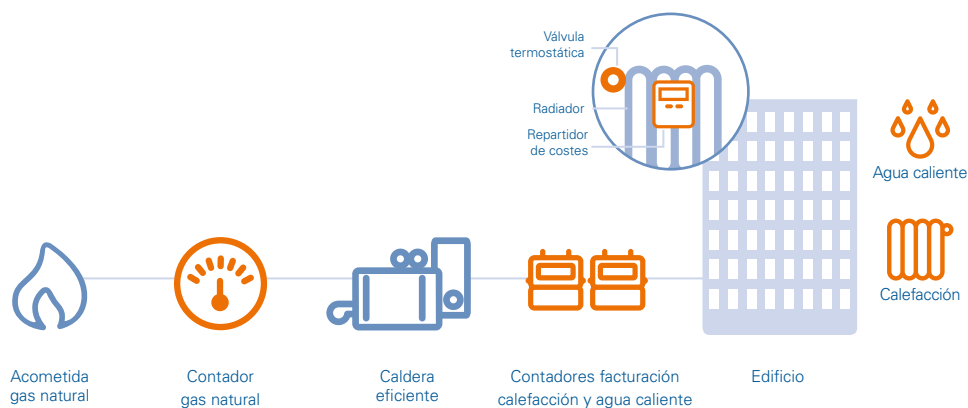 Válvula
termostática
Radiador
Repartidor
de costes
Agua caliente
Calefacción
Acometida
gas natural
Contador
gas natural
Caldera
eficiente
Contadores facturación
calefacción y agua caliente
Edificio